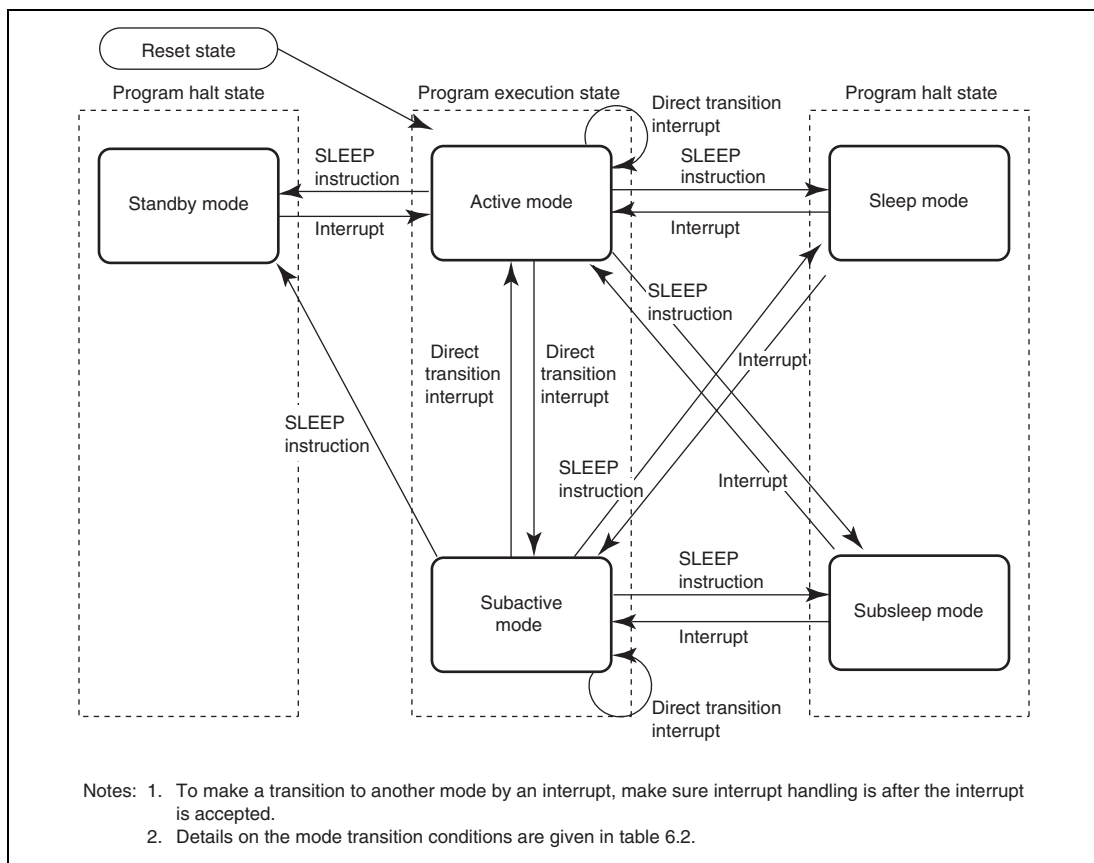 Reset state
Program halt state
Program execution state
Program halt state
Direct transition
interrupt
SLEEP
instruction
SLEEP
instruction
Standby mode
Active mode
Sleep mode
Interrupt
Interrupt
SLEEP
instruction
Direct
transition
interrupt
Direct
transition
interrupt
Interrupt
SLEEP
instruction
SLEEP
instruction
Interrupt
SLEEP
instruction
Subactive
mode
Subsleep mode
Interrupt
Direct transition
interrupt
Notes: 1. To make a transition to another mode by an interrupt, make sure interrupt handling is after the interrupt
is accepted.
2. Details on the mode transition conditions are given in table 6.2.